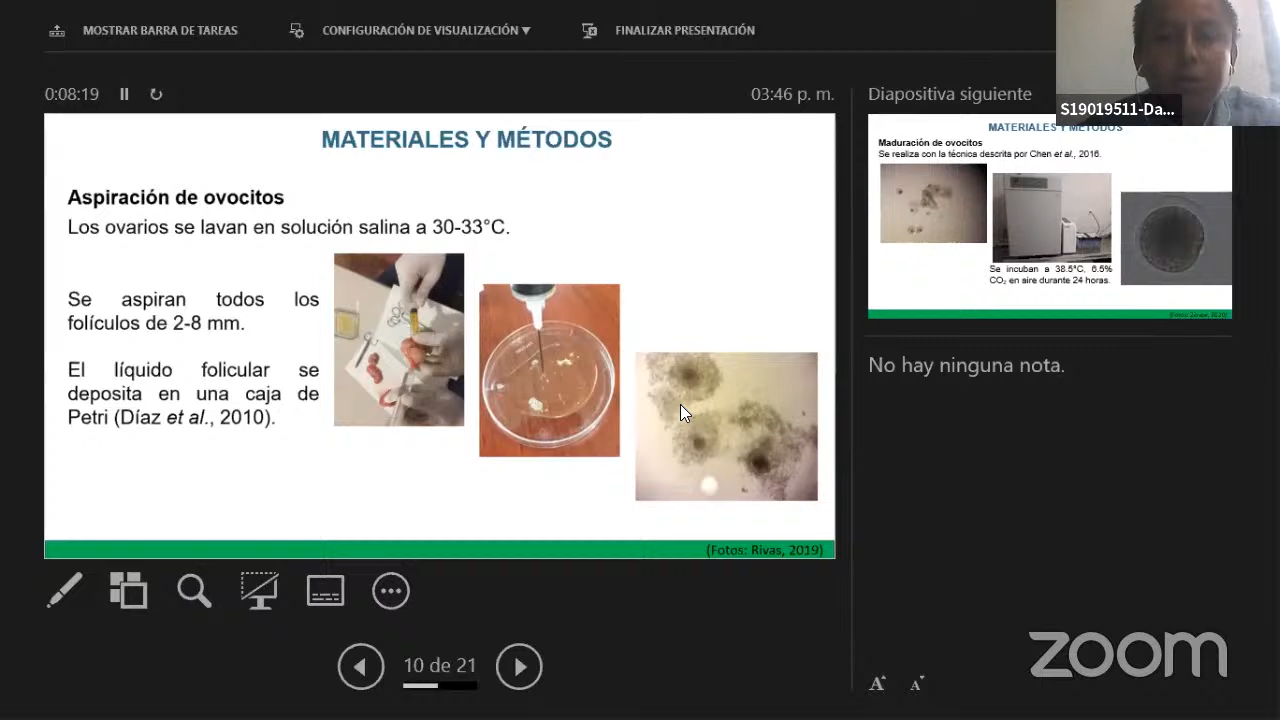 MOSTRAR BARRA DE TAREAS
CONFIGURACIÓN DE VISUALIZACIÓN ▼
FINALIZAR PRESENTACIÓN
S19019511-Da...
0:08:19
03:46 p. m.
Diapositiva siguiente
MATERIALES Y MÉTODOS
Aspiración de ovocitos
Los ovarios se lavan en solución salina a 30-33°C.
Se aspiran todos los
folículos de 2-8 mm.
El líquido folicular se
deposita en una caja de
Petri (Díaz et al., 2010).
(Fotos: Rivas, 2019)
MATERIALES Y MÉTODOS
Maduración de ovocitos
Se realiza con la técnica descrita por Chen et al., 2016.
Se incuban a 38.5°C, 6.5%
CO₂ en aire durante 24 horas.
No hay ninguna nota.
10 de 21
A A
zoom